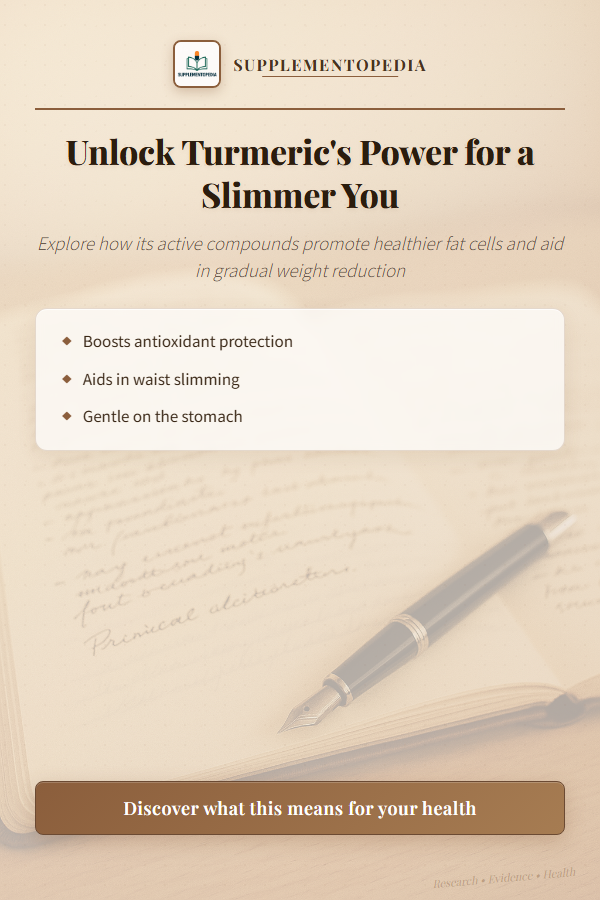 SUPPLEMENTOPEDIA
SUPPLEMENTOPEDIA
Unlock Turmeric's Power for a
Slimmer You
Explore how its active compounds promote healthier fat cells and aid
in gradual weight reduction
Boosts antioxidant protection
Aids in waist slimming
Gentle on the stomach
Discover what this means for your health
Research • Evidence • Health